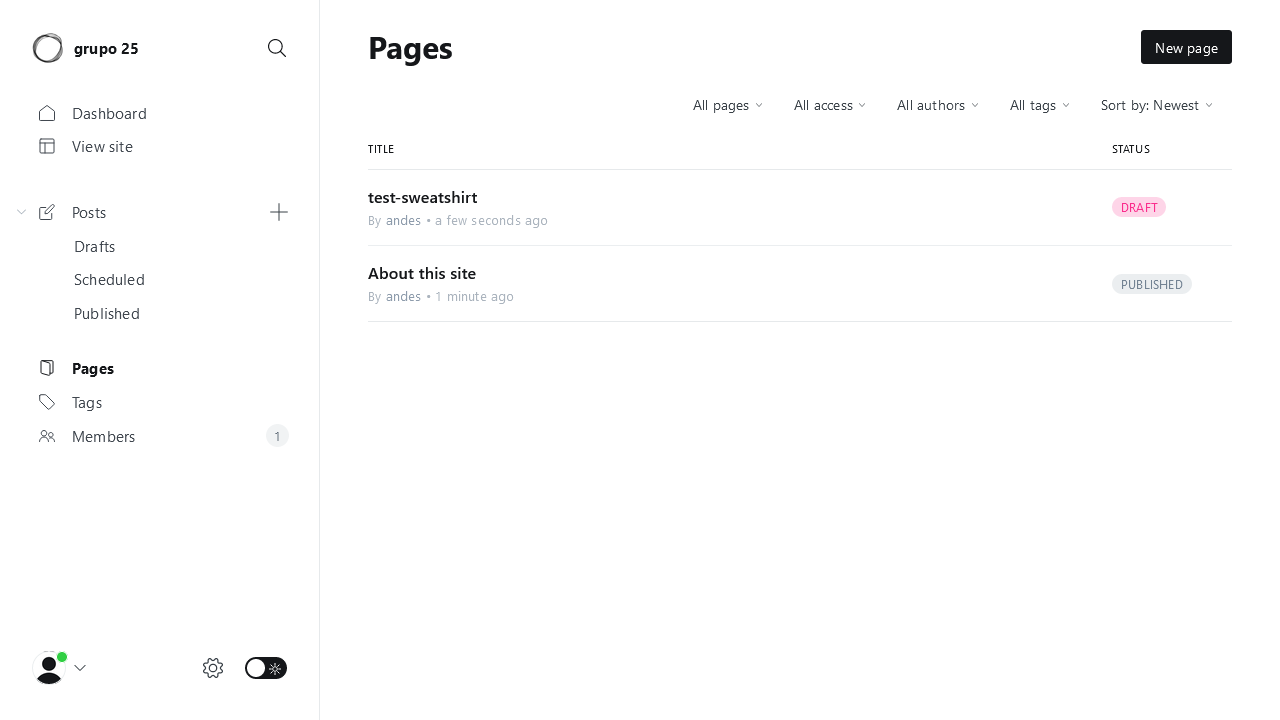 grupo 25
Dashboard
View site
Posts
Drafts
Scheduled
Published
Pages
Tags
Members 1
Pages
New page
All pages All access All authors All tags Sort by: Newest
TITLE STATUS
test-sweatshirt
By andes • a few seconds ago
DRAFT
About this site
By andes • 1 minute ago
PUBLISHED